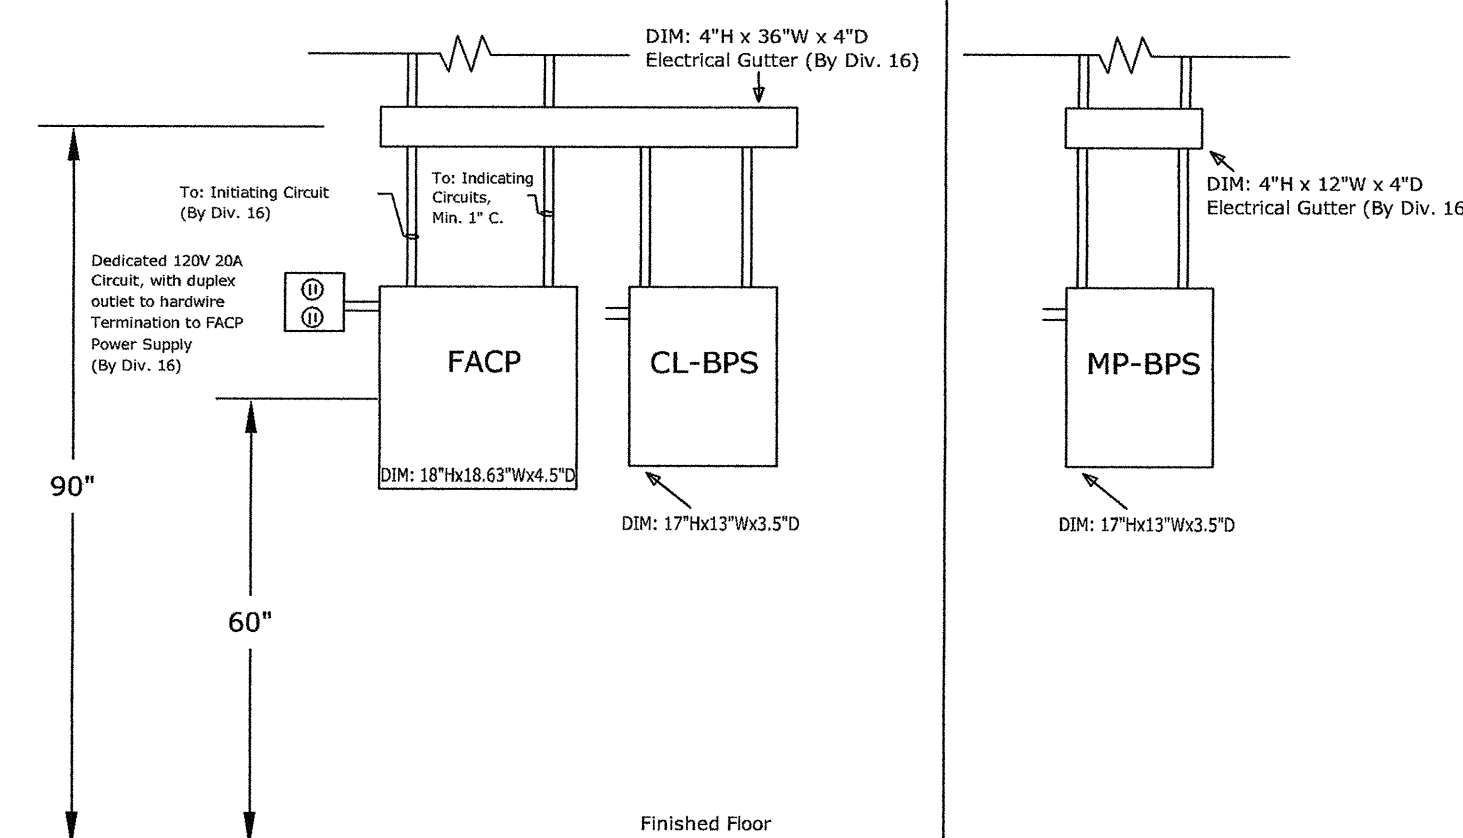 DIM: 4"H x 36"W x 4"D
Electrical Gutter (By Div. 16)
To: Initiating Circuit
(By Div. 16)
To: Indicating
Circuits,
Min. 1" C.
Dedicated 120V 20A
Circuit, with duplex
outlet to hardwire
Termination to FACP
Power Supply
(By Div. 16)
FACP
DIM: 18"Hx18.63"Wx4.5"D
CL-BPS
DIM: 17"Hx13"Wx3.5"D
90"
60"
Finished Floor
DIM: 4"H x 12"W x 4"D
Electrical Gutter (By Div. 16
MP-BPS
DIM: 17"Hx13"Wx3.5"D